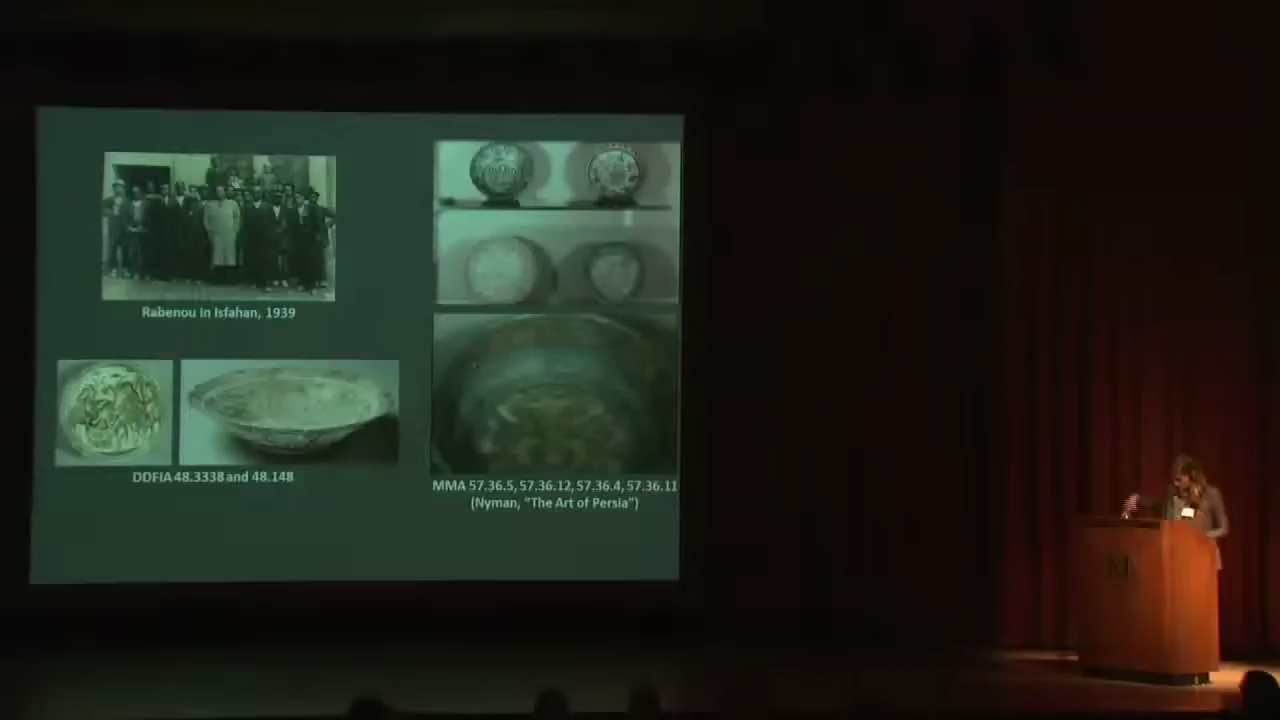 Rabenou in Isfahan, 1939
DDFIA 48.3338 and 48.148
MMA 57.36.5, 57.36.12, 57.36.4, 57.36.11
(Nyman, "The Art of Persia")